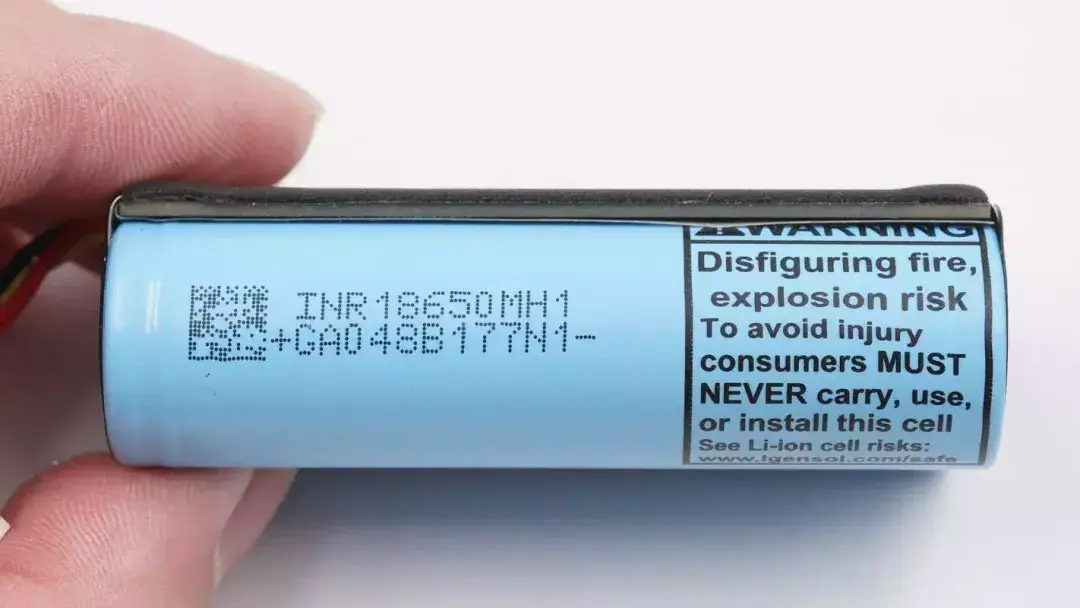 INR18650MH1
+GA048B177N1-
WARNING
Disfiguring fire,
explosion risk
To avoid injury
consumers MUST
NEVER carry, use,
or install this cell
See Li-ion cell risks:
www.lgensol.com/safe